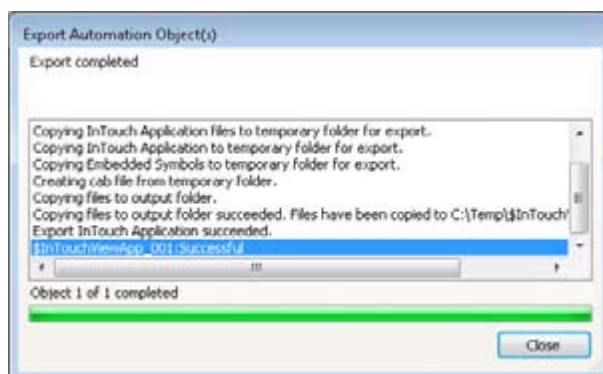 Export Automation Object(s)
Export completed
Copying InTouch Application files to temporary folder for export.
Copying InTouch Application to temporary folder for export.
Copying Embedded Symbols to temporary folder for export.
Creating cab file from temporary folder.
Copying files to output folder.
Copying files to output folder succeeded. Files have been copied to C:\Temp\$InTouch
Export InTouch Application succeeded.
$InTouchViewApp_001:Successful
Object 1 of 1 completed
Close